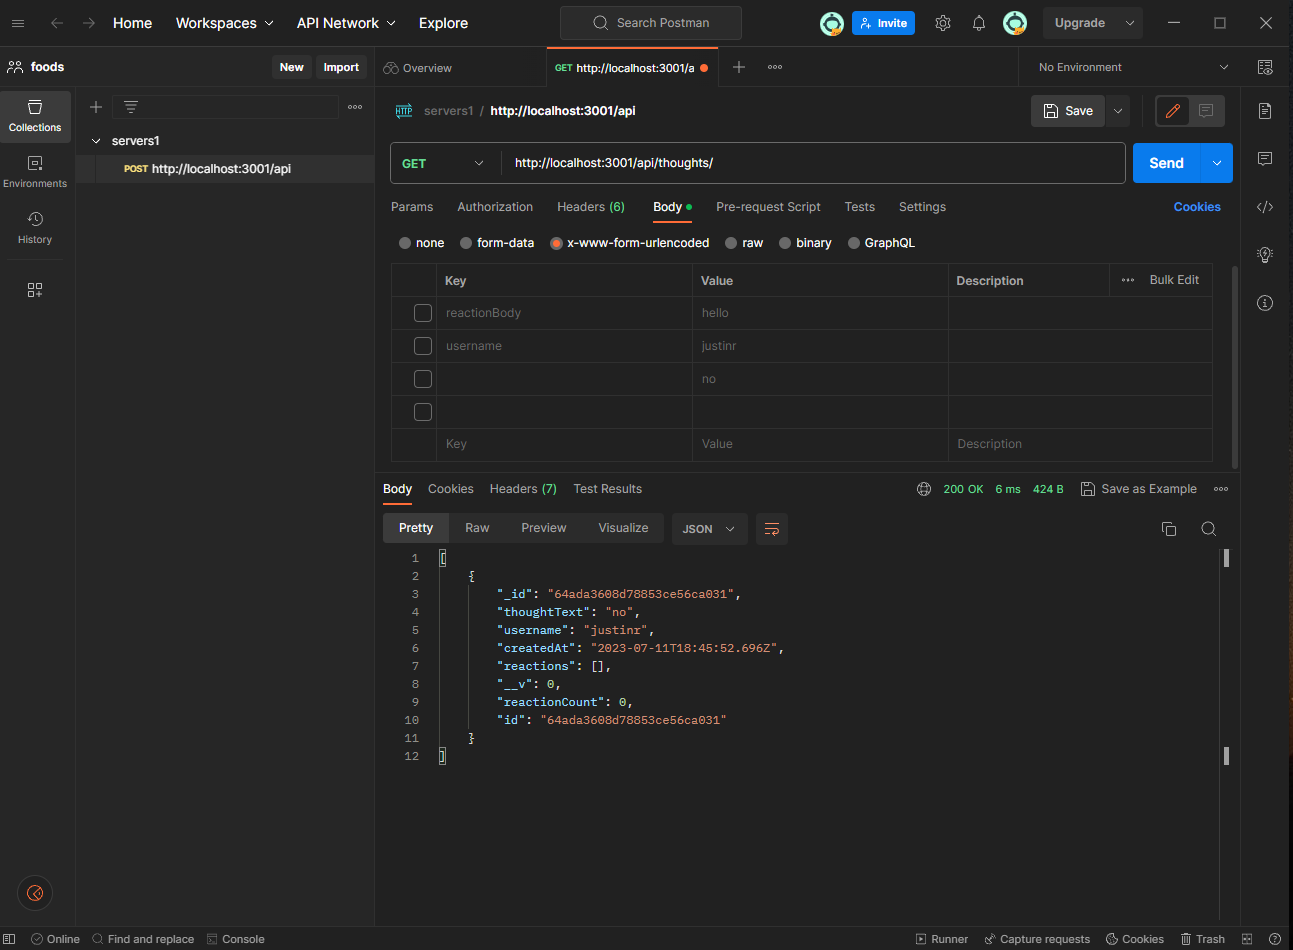 Home Workspaces API Network Explore Search Postman Invite Upgrade
foods New Import Overview GET http://localhost:3001/a No Environment
Collections
Environments
History
servers1
POST http://localhost:3001/api
HTTP servers1 / http://localhost:3001/api Save
GET http://localhost:3001/api/thoughts/ Send
Params Authorization Headers (6) Body Pre-request Script Tests Settings Cookies
none form-data x-www-form-urlencoded raw binary GraphQL
Key Value Description Bulk Edit
reactionBody hello
username justinr
no
Key Value Description
Body Cookies Headers (7) Test Results 200 OK 6 ms 424 B Save as Example
Pretty Raw Preview Visualize JSON
1 [
2 {
3 "_id": "64ada3608d78853ce56ca031",
4 "thoughtText": "no",
5 "username": "justinr",
6 "createdAt": "2023-07-11T18:45:52.696Z",
7 "reactions": [],
8 "__v": 0,
9 "reactionCount": 0,
10 "id": "64ada3608d78853ce56ca031"
11 }
12 ]
Online Find and replace Console Runner Capture requests Cookies Trash